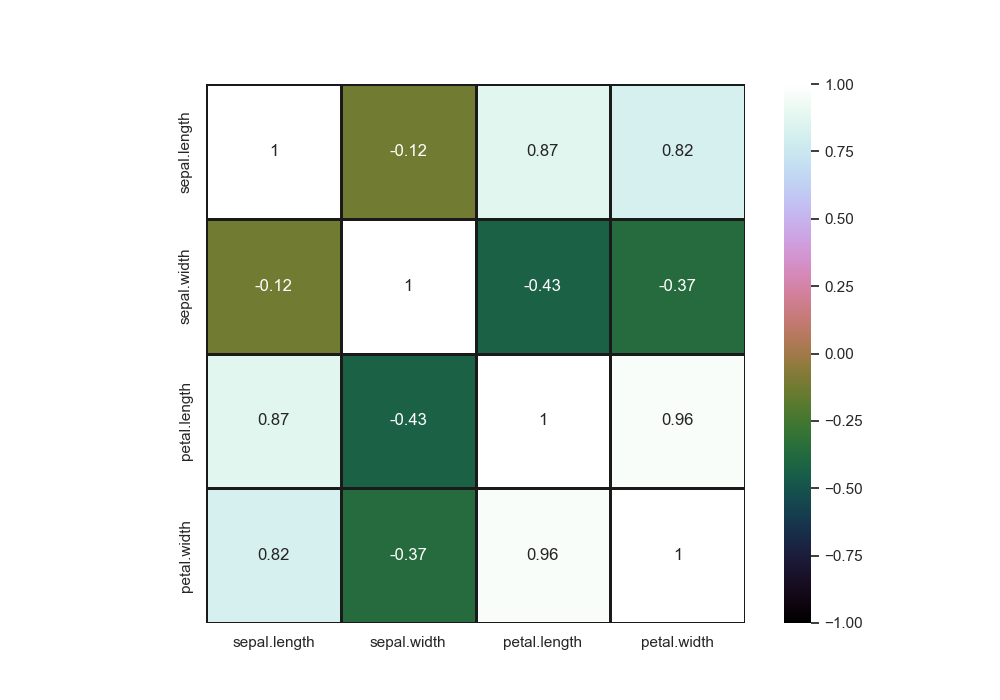 1.00
sepal.length 1 -0.12 0.87 0.82
0.75
0.50
sepal.width -0.12 1 -0.43 -0.37
0.25
0.00
petal.length 0.87 -0.43 1 0.96
−0.25
−0.50
petal.width 0.82 -0.37 0.96 1
−0.75
−1.00
sepal.length sepal.width petal.length petal.width